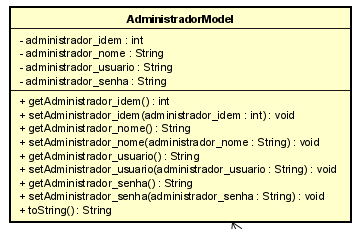 AdministradorModel
- administrador_idem : int
- administrador_nome : String
- administrador_usuario : String
- administrador_senha : String
+ getAdministrador_idem() : int
+ setAdministrador_idem(administrador_idem : int) : void
+ getAdministrador_nome() : String
+ setAdministrador_nome(administrador_nome : String) : void
+ getAdministrador_usuario() : String
+ setAdministrador_usuario(administrador_usuario : String) : void
+ getAdministrador_senha() : String
+ setAdministrador_senha(administrador_senha : String) : void
+ toString() : String